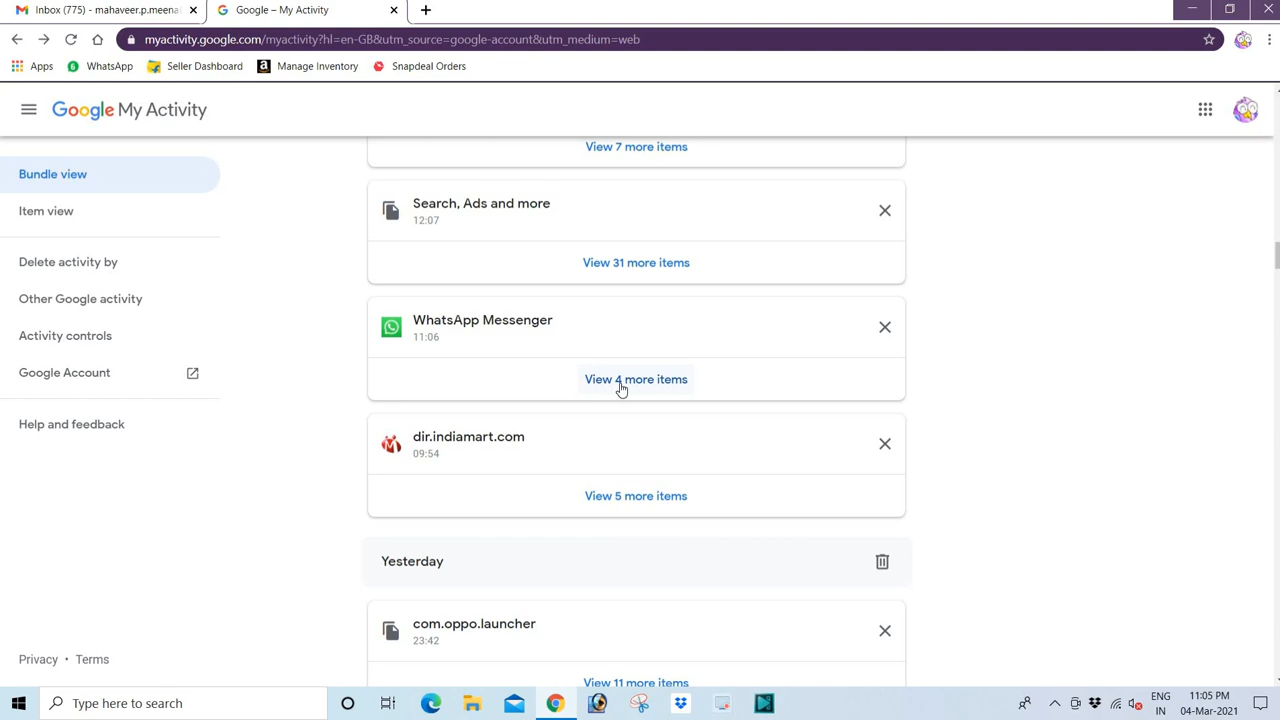 Inbox (775) - mahaveer.p.meena
Google – My Activity
myactivity.google.com/myactivity?hl=en-GB&utm_source=google-account&utm_medium=web
Apps WhatsApp Seller Dashboard Manage Inventory Snapdeal Orders
Google My Activity
Bundle view
Item view
Delete activity by
Other Google activity
Activity controls
Google Account
Help and feedback
Privacy • Terms
View 7 more items
Search, Ads and more
12:07
View 31 more items
WhatsApp Messenger
11:06
View 4 more items
dir.indiamart.com
09:54
View 5 more items
Yesterday
com.oppo.launcher
23:42
View 11 more items
Type here to search
ENG
IN
11:05 PM
04-Mar-2021